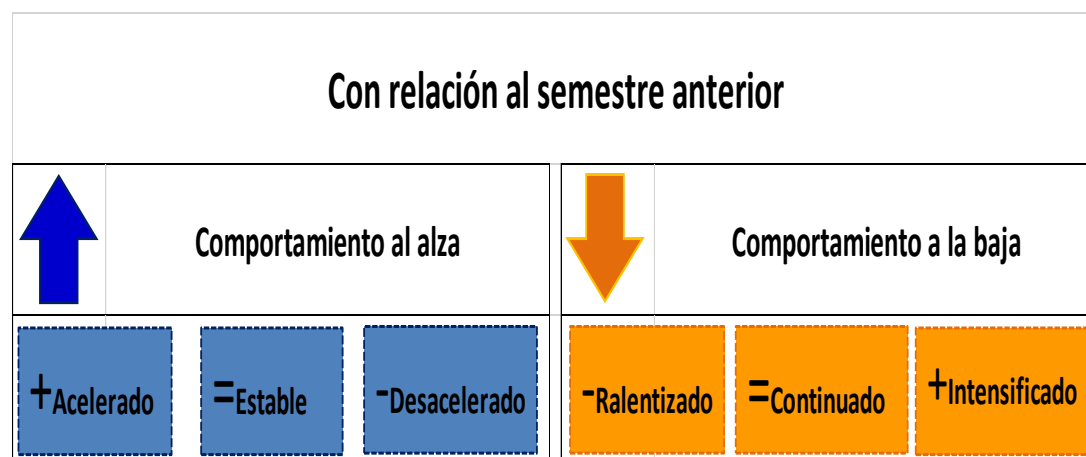 Con relación al semestre anterior
Comportamiento al alza
Comportamiento a la baja
+Acelerado
=Estable
-Desacelerado
-Ralentizado
=Continuado
+Intensificado